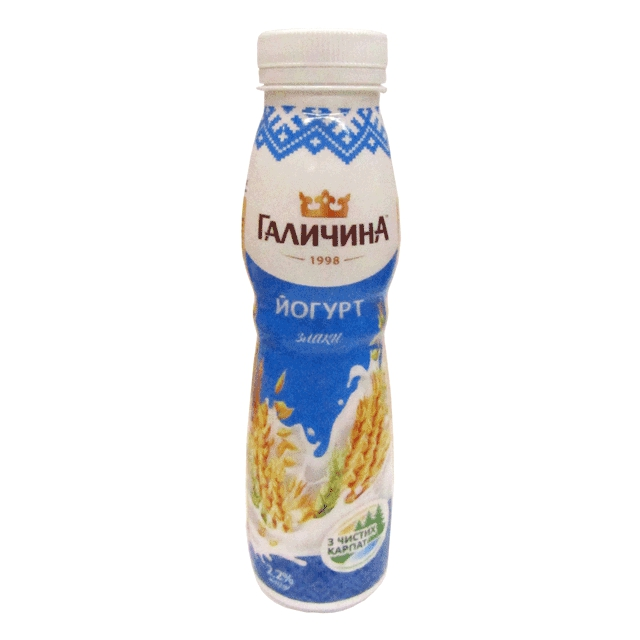 ГАЛИЧИНА
1998
ЙОГУРТ
злаки
З ЧИСТИХ
КАРПАТ
2.2%